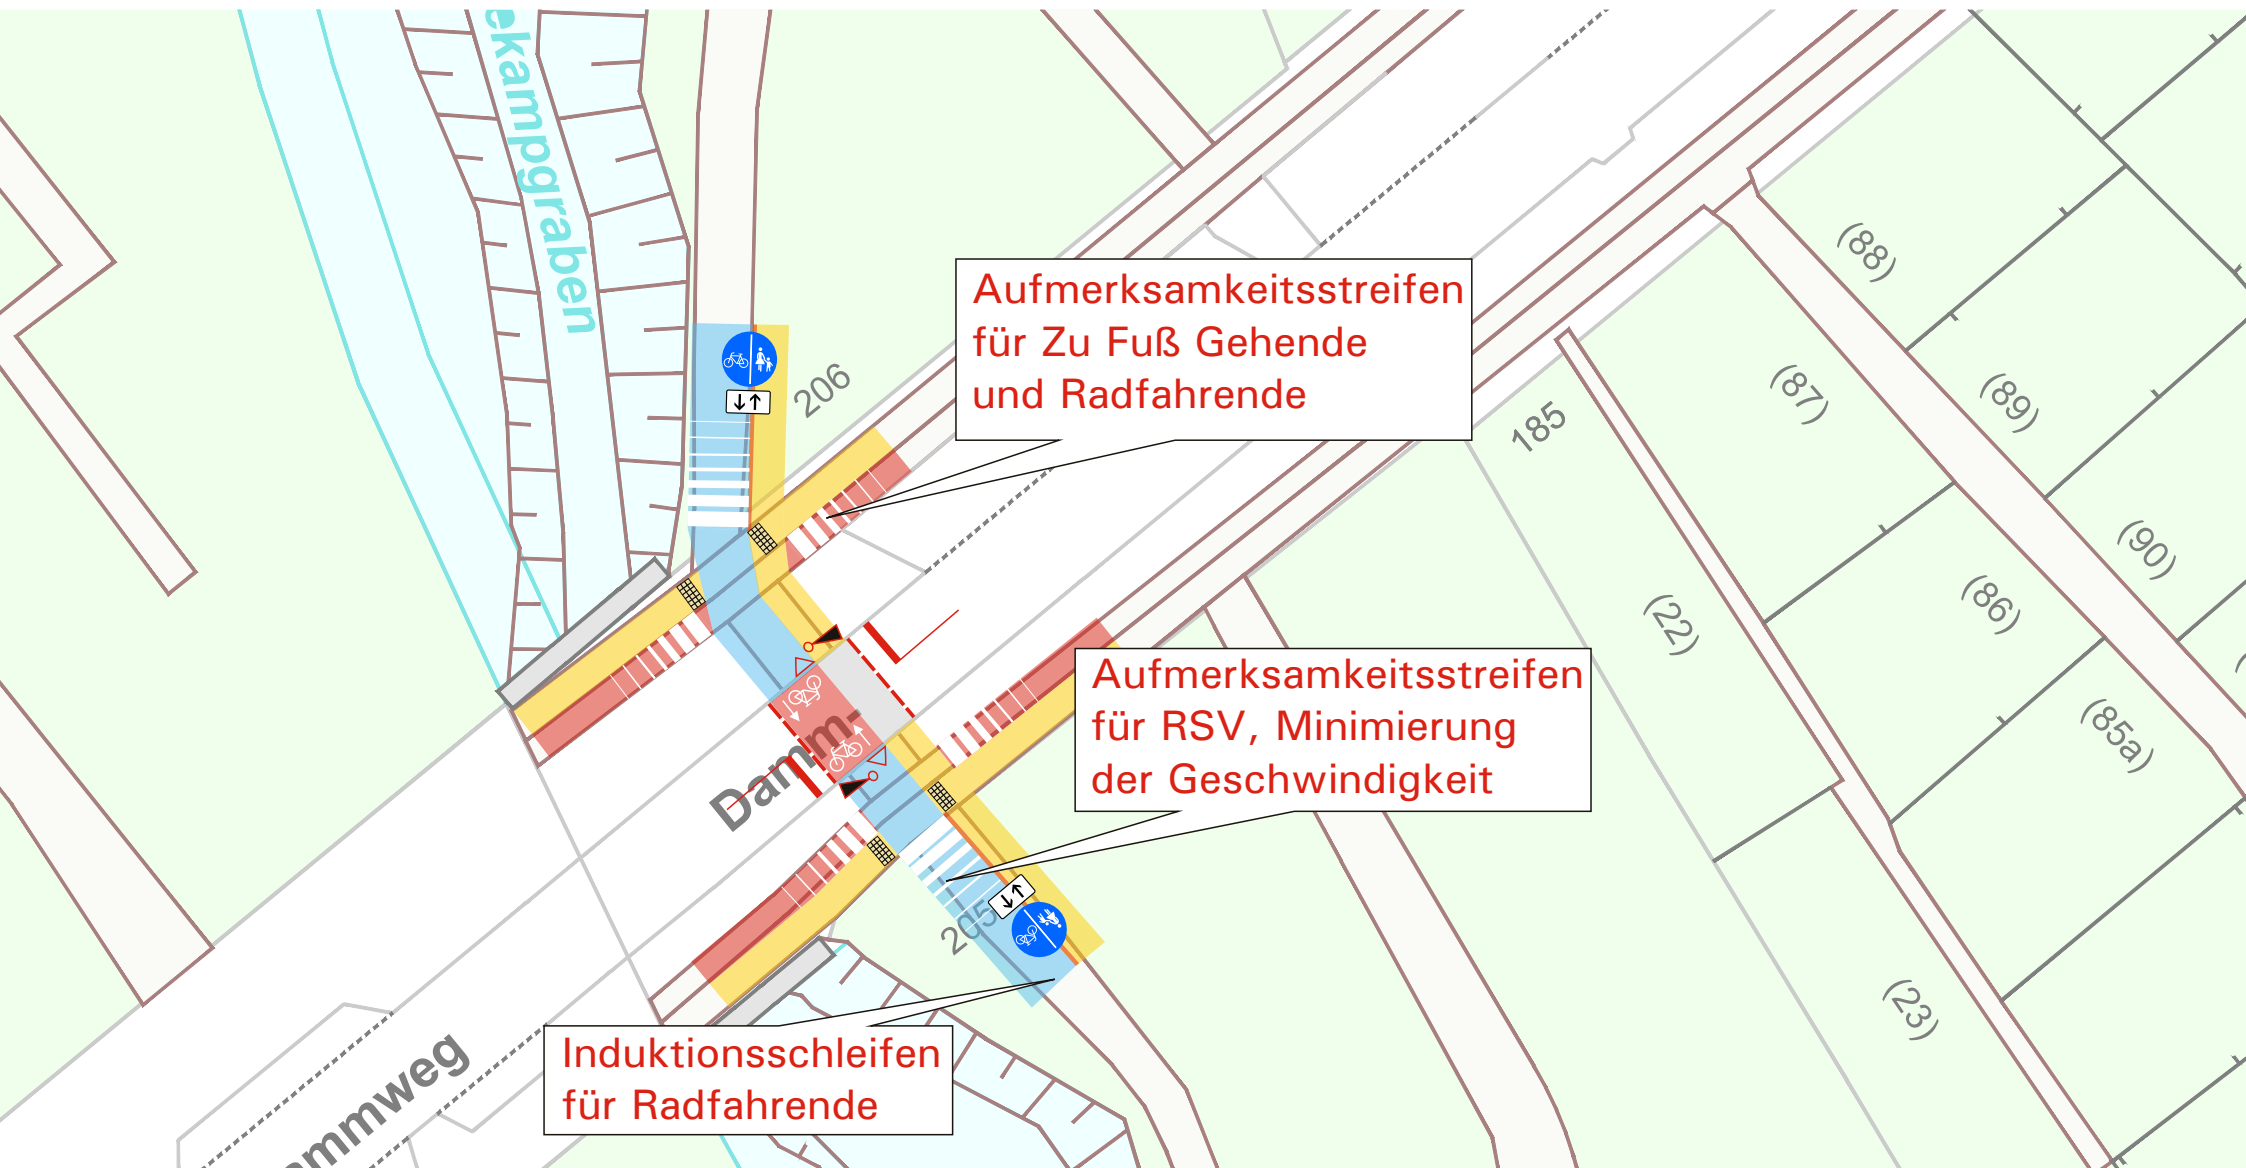 ekampgraben
Aufmerksamkeitsstreifen
für Zu Fuß Gehende
und Radfahrende
206
185
(88)
(87)
(89)
(90)
(86)
(22)
(85a)
Aufmerksamkeitsstreifen
für RSV, Minimierung
der Geschwindigkeit
Damm-
205
(23)
Induktionsschleifen
für Radfahrende
ammweg